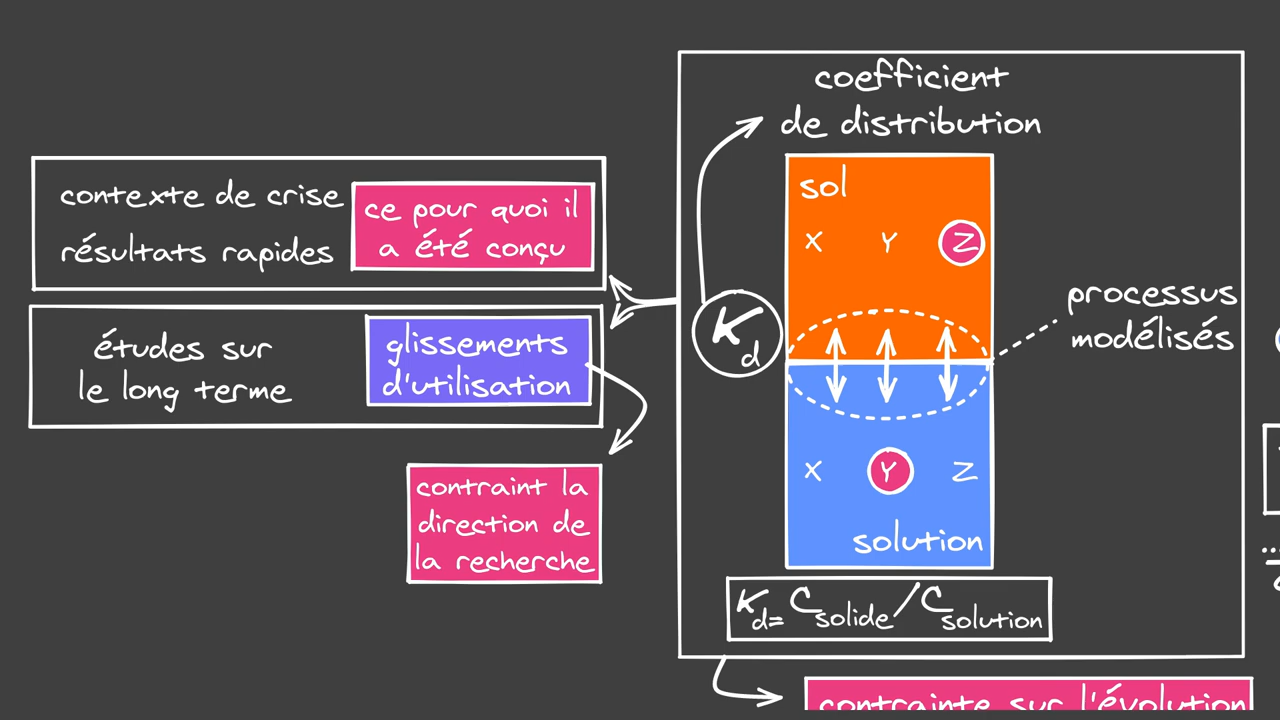 contexte de crise
résultats rapides
ce pour quoi il
a été conçu
études sur
le long terme
glissements
d'utilisation
contraint la
direction de
la recherche
coefficient
de distribution
Kd
sol
X Y Z
processus
modélisés
X Y Z
solution
Kd= Csolide/Csolution
contrainte sur l'évolution